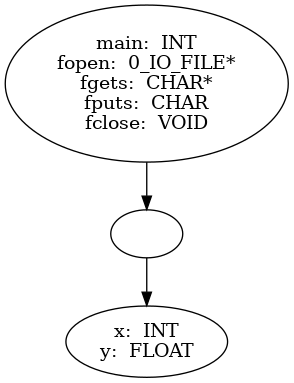 main: INT
fopen: 0_IO_FILE*
fgets: CHAR*
fputs: CHAR
fclose: VOID
x: INT
y: FLOAT